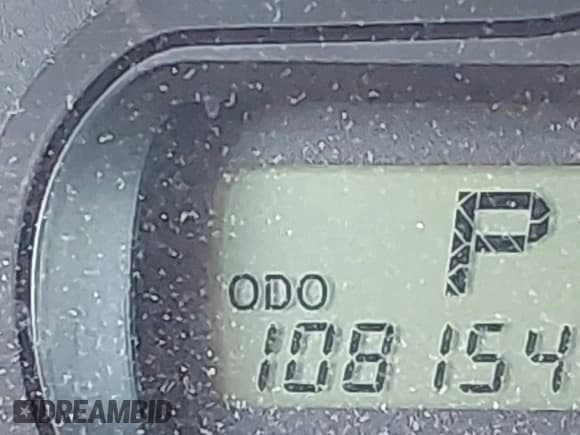 P
ODO
108154
DREAMBID